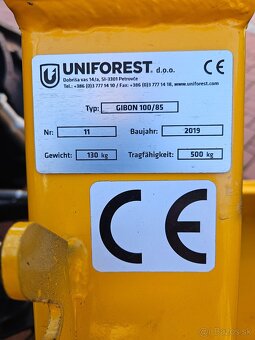 UNIFOREST® d.o.o. CE
Dobriša vas 14/a, SI-3301 Petrovče
Tel.: +386 (0)3 777 14 10 / Fax.: +386 (0)3 777 14 18, www.uniforest.com
Typ: GIBON 100/85
Nr: 11 Baujahr: 2019
Gewicht: 130 kg Tragfähigkeit: 500 kg
CE